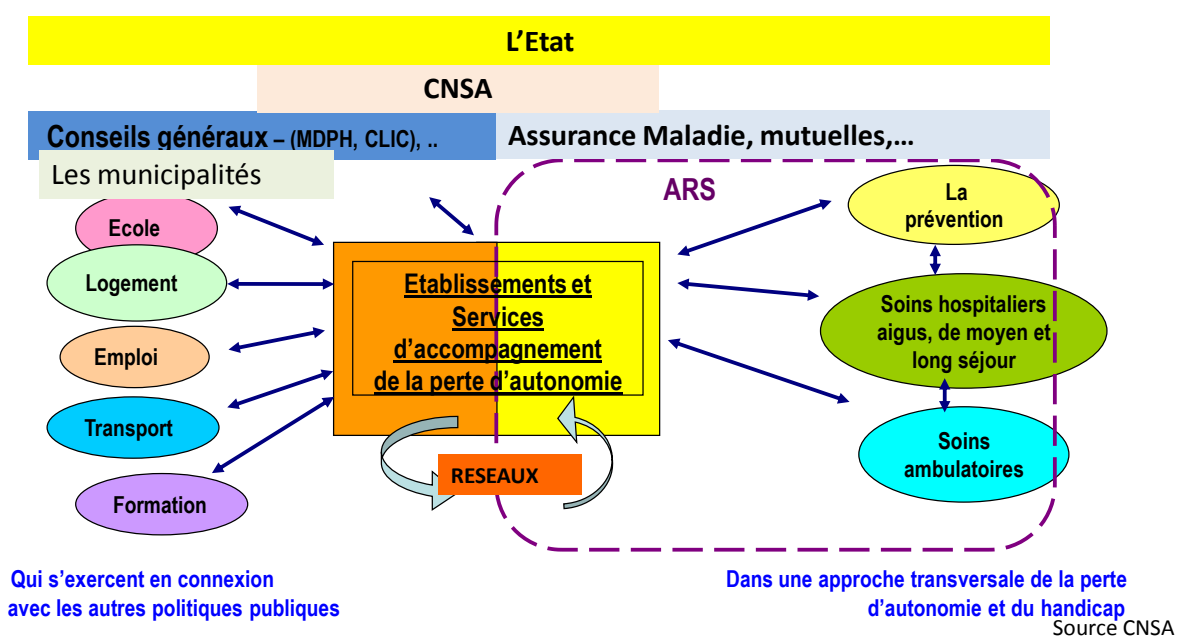 L'Etat
CNSA
Conseils généraux – (MDPH, CLIC), ..
Assurance Maladie, mutuelles,...
Les municipalités
ARS
Ecole
Logement
Emploi
Transport
Formation
Etablissements et
Services
d'accompagnement
de la perte d'autonomie
RESEAUX
La
prévention
Soins hospitaliers
aigus, de moyen et
long séjour
Soins
ambulatoires
Qui s'exercent en connexion
avec les autres politiques publiques
Dans une approche transversale de la perte
d'autonomie et du handicap
Source CNSA